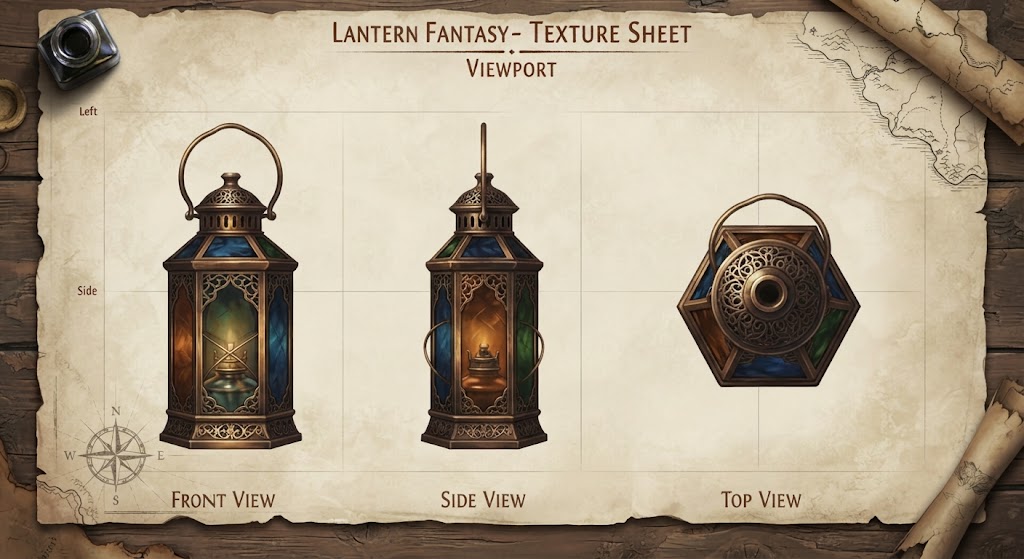 LANTERN FANTASY- TEXTURE SHEET
VIEWPORT
Left
Side
N
W E
S
FRONT VIEW
SIDE VIEW
TOP VIEW